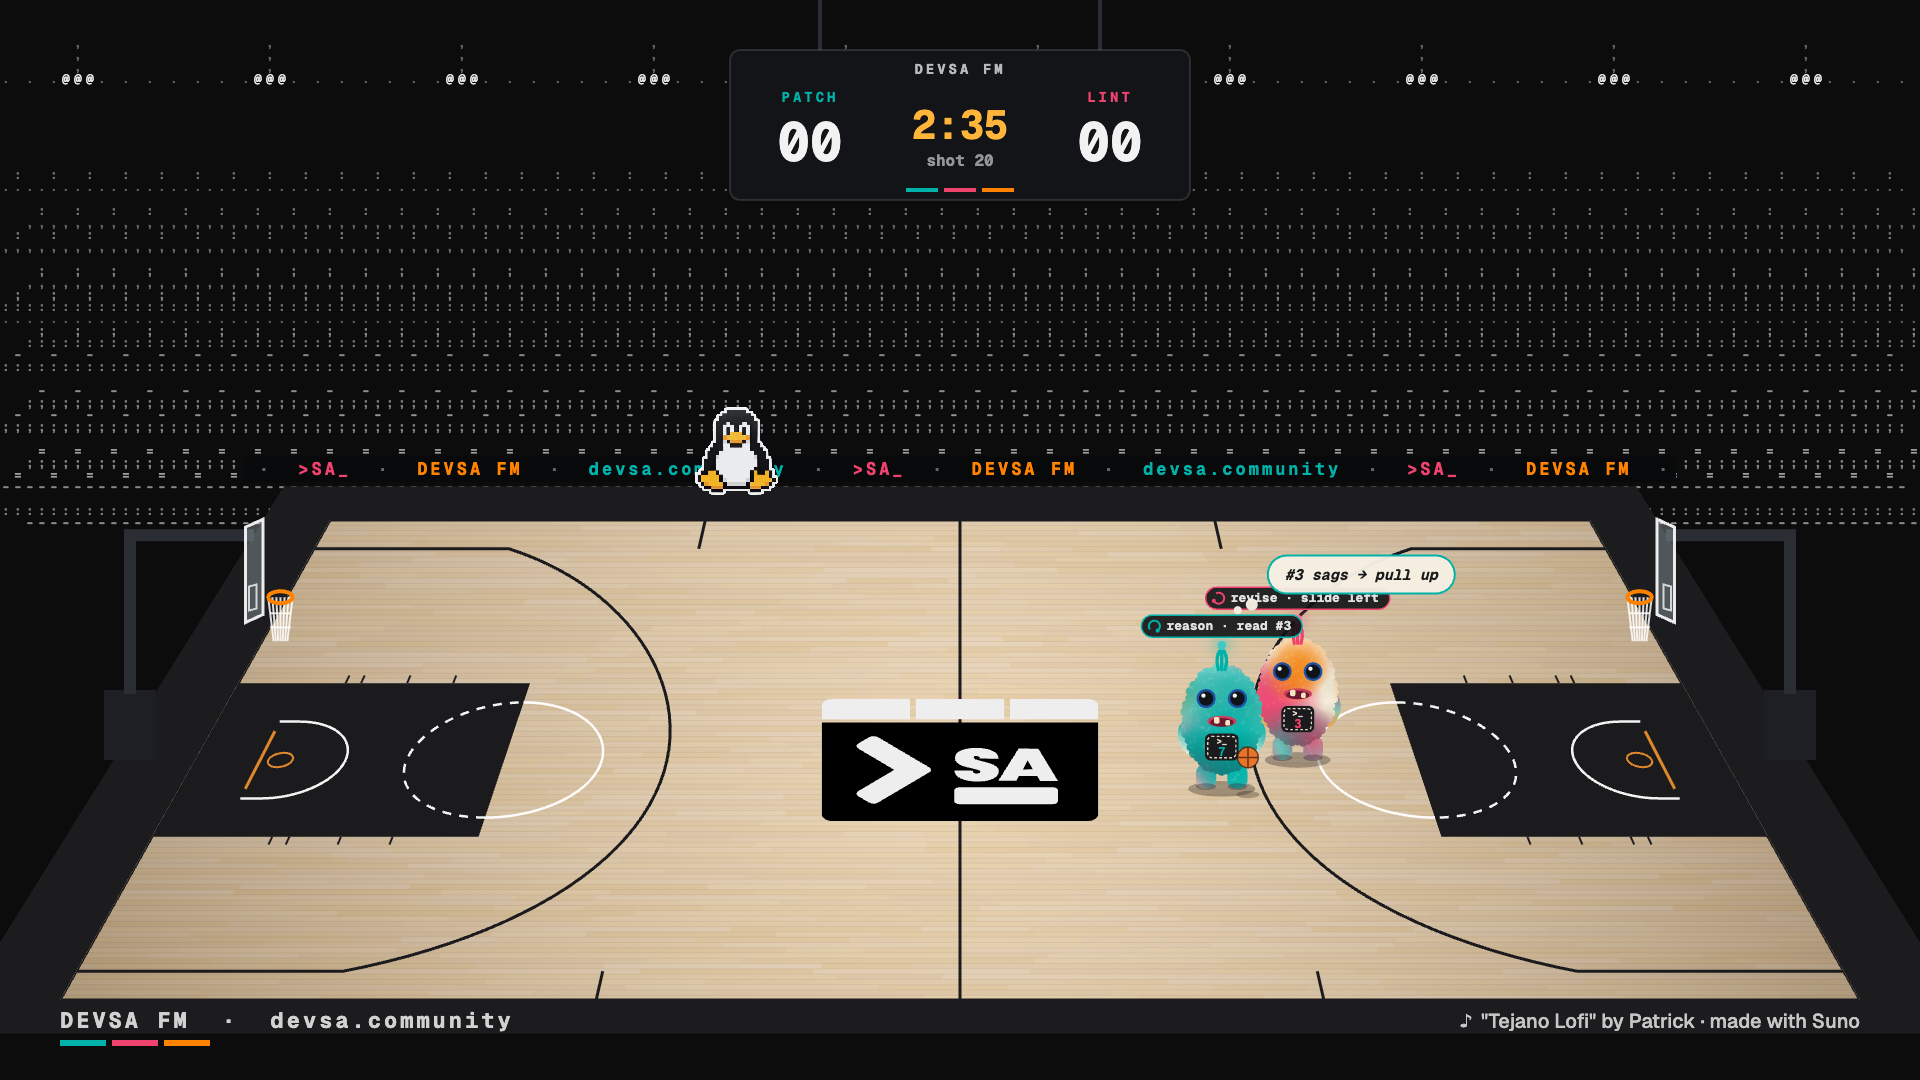 @@@ @@@ @@@ @@@ @@@ @@@ @@@ @@@
DEVSA FM
PATCH
LINT
00
2:35
00
shot 20
· >SA_ · DEVSA FM · devsa.co y · >SA_ · DEVSA FM · devsa.community · >SA_ · DEVSA FM ·
#3 sags → pull up
revise · slide left
reason · read #3
>_
3
>_
7
> SA
DEVSA FM · devsa.community
♪ "Tejano Lofi" by Patrick · made with Suno